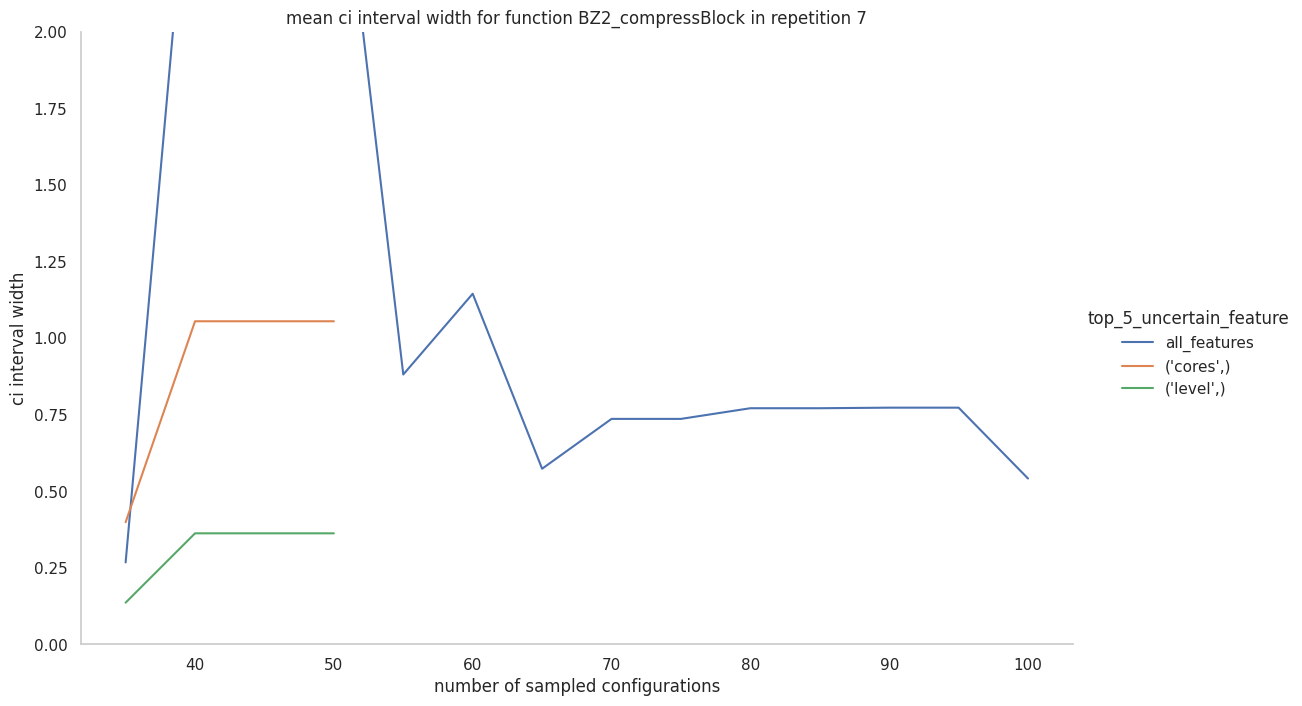 mean ci interval width for function BZ2_compressBlock in repetition 7
2.00
1.75
1.50
1.25
1.00
0.75
0.50
0.25
0.00
ci interval width
40 50 60 70 80 90 100
number of sampled configurations
top_5_uncertain_feature
all_features
('cores',)
('level',)